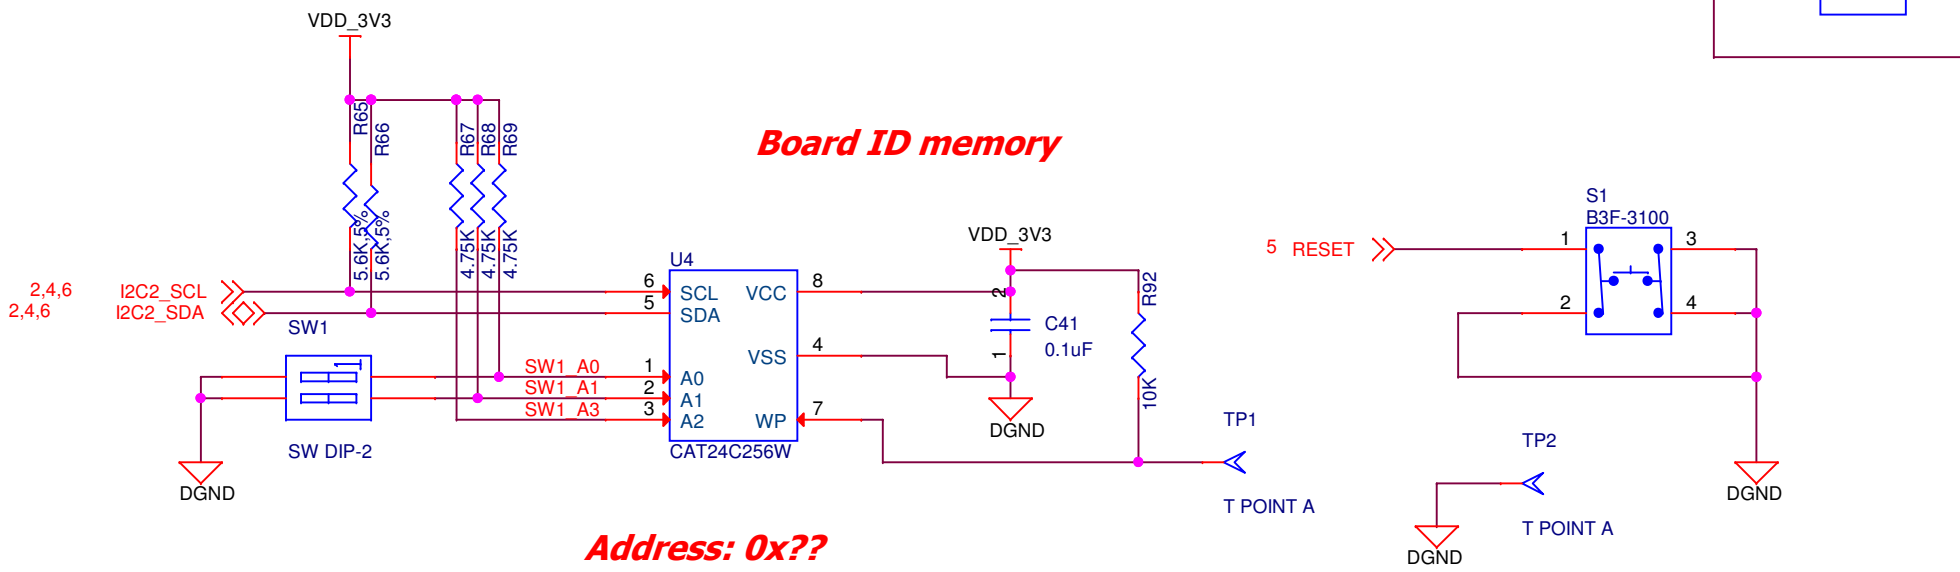 VDD_3V3
R65
R66
R67
R68
R69
5.6K,5%
5.6K,5%
4.75K
4.75K
4.75K
Board ID memory
2,4,6
I2C2_SCL
2,4,6
I2C2_SDA
SW1
1
SW DIP-2
DGND
SW1_A0
SW1_A1
SW1_A3
U4
6
SCL
5
SDA
1
A0
2
A1
3
A2
VCC
8
VSS
4
WP
7
CAT24C256W
VDD_3V3
2
C41
0.1uF
1
DGND
R92
10K
TP1
T POINT A
Address: 0x??
5
RESET
S1
B3F-3100
1
3
2
4
DGND
TP2
T POINT A
DGND